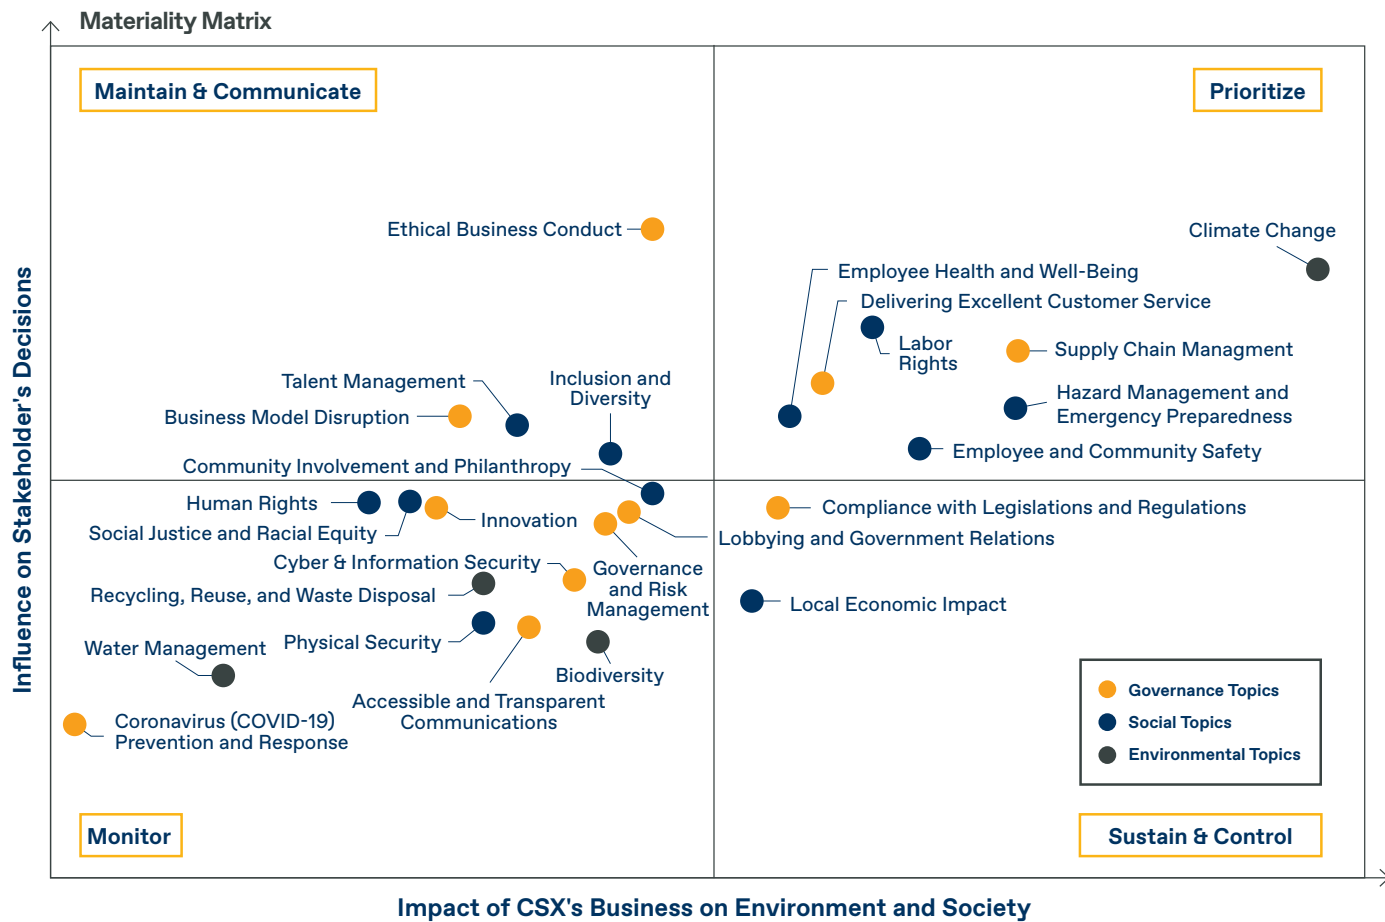 Materiality Matrix
Maintain & Communicate
Prioritize
Ethical Business Conduct
Climate Change
Employee Health and Well-Being
Delivering Excellent Customer Service
Labor
Rights
Supply Chain Managment
Talent Management
Inclusion and
Diversity
Hazard Management and
Emergency Preparedness
Business Model Disruption
Employee and Community Safety
Community Involvement and Philanthropy
Human Rights
Social Justice and Racial Equity
Innovation
Compliance with Legislations and Regulations
Lobbying and Government Relations
Cyber & Information Security
Governance
and Risk
Management
Recycling, Reuse, and Waste Disposal
Local Economic Impact
Physical Security
Water Management
Biodiversity
Accessible and Transparent
Communications
Coronavirus (COVID-19)
Prevention and Response
Governance Topics
Social Topics
Environmental Topics
Monitor
Sustain & Control
Influence on Stakeholder's Decisions
Impact of CSX's Business on Environment and Society